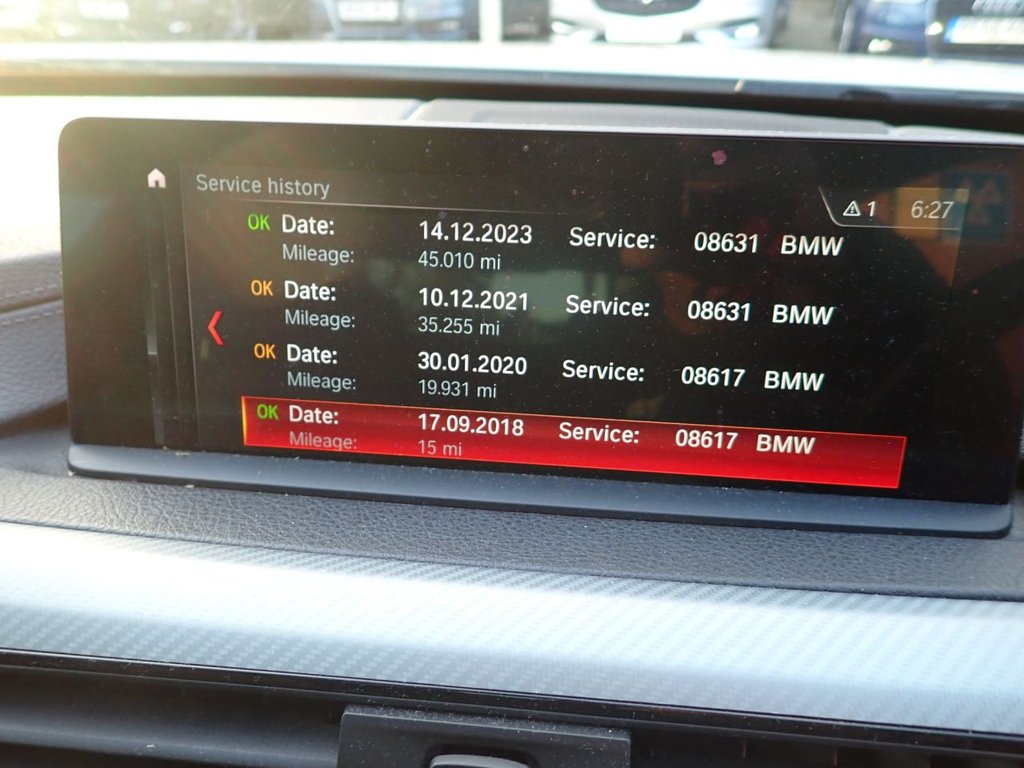 Service history
1 6:27
OK Date: 14.12.2023 Service: 08631 BMW
Mileage: 45.010 mi
OK Date: 10.12.2021 Service: 08631 BMW
Mileage: 35.255 mi
OK Date: 30.01.2020 Service: 08617 BMW
Mileage: 19.931 mi
OK Date: 17.09.2018 Service: 08617 BMW
Mileage: 15 mi